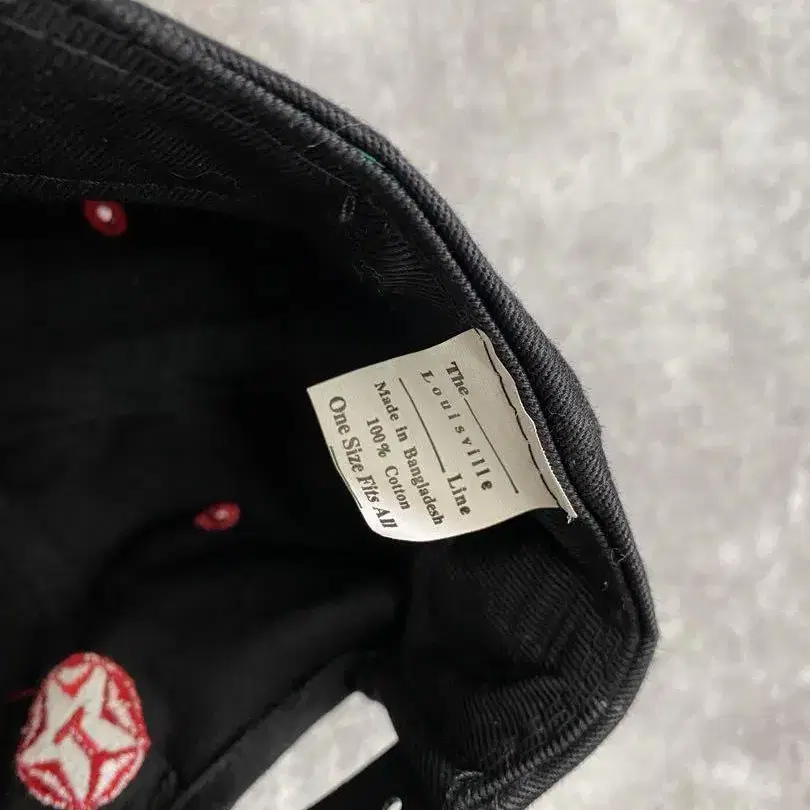 The
Louisville
Line
Made in Bangladesh
100% Cotton
One Size Fits All